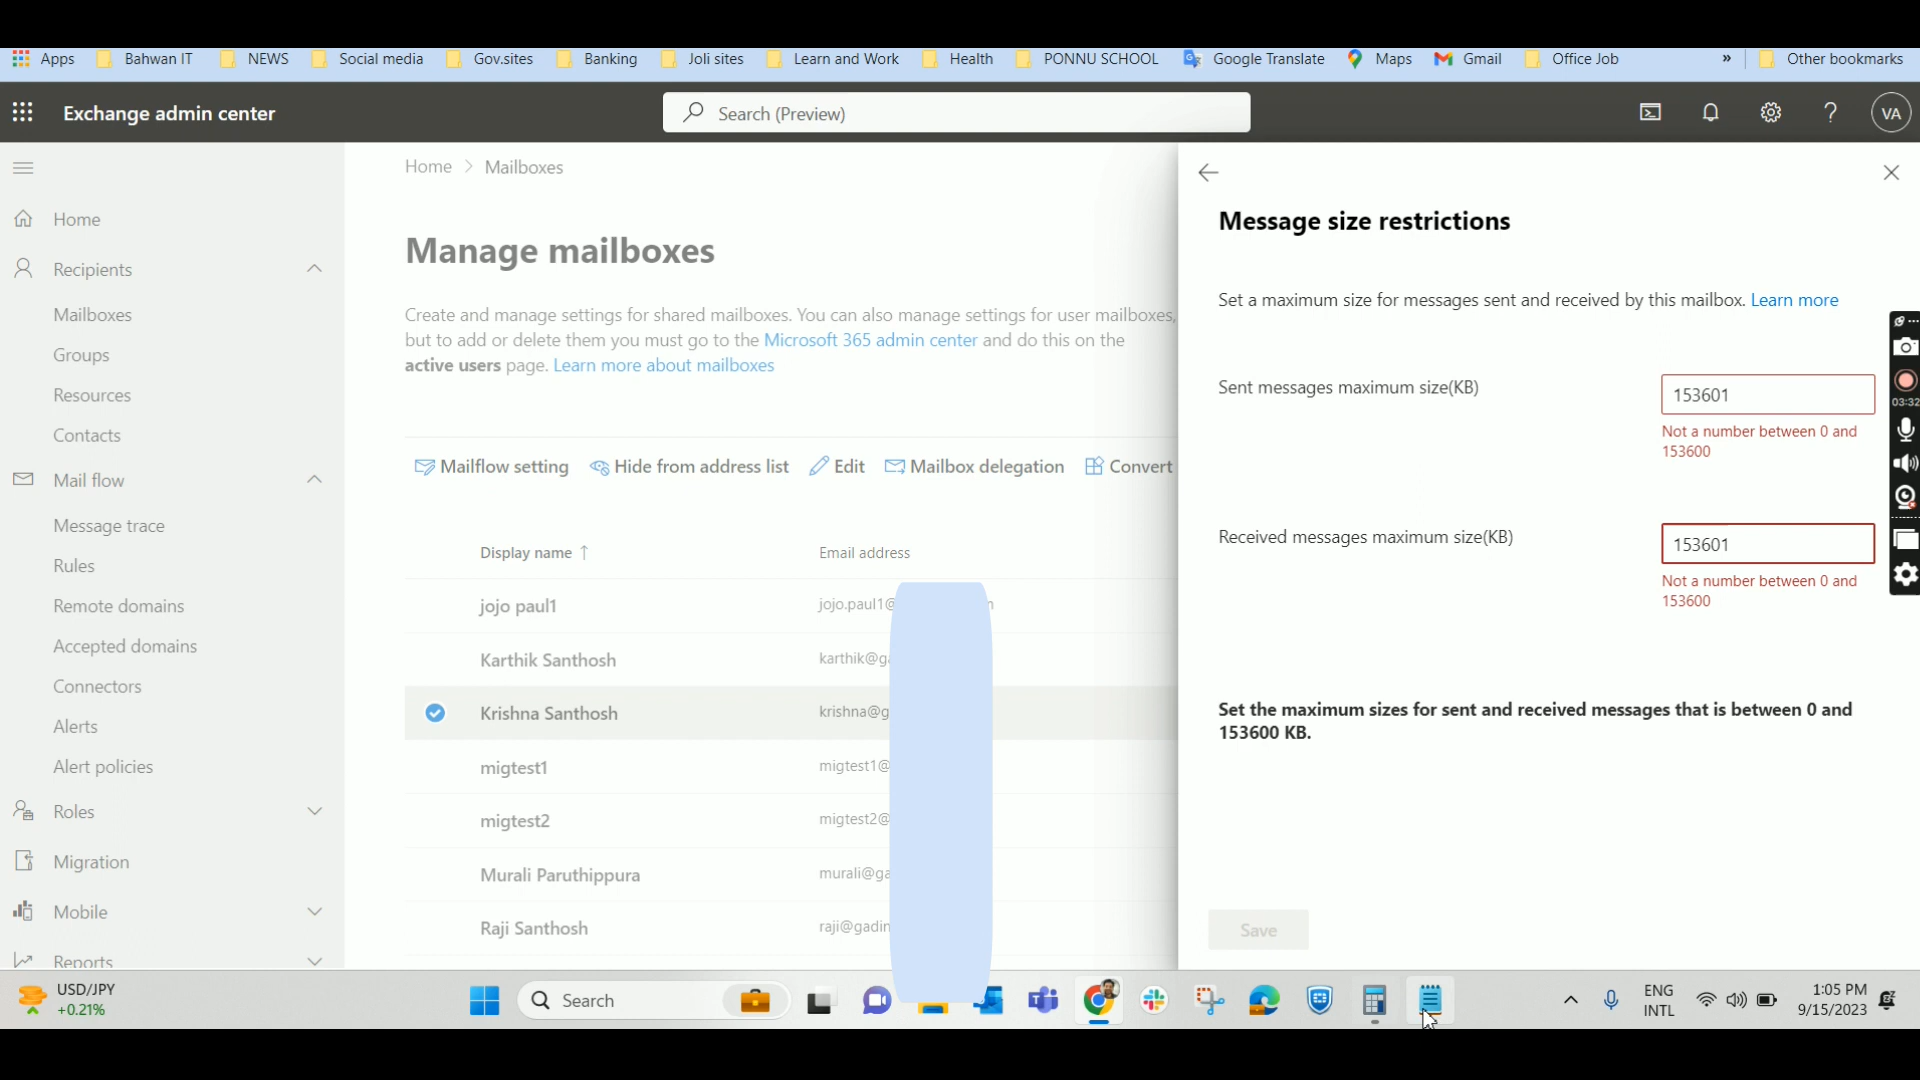 Apps Bahwan IT NEWS Social media Gov.sites Banking Joli sites Learn and Work Health PONNU SCHOOL Google Translate Maps Gmail Office Job » Other bookmarks
Exchange admin center
Search (Preview)
VA
Home
Recipients
Mailboxes
Groups
Resources
Contacts
Mail flow
Message trace
Rules
Remote domains
Accepted domains
Connectors
Alerts
Alert policies
Roles
Migration
Mobile
Reports
Home > Mailboxes
Manage mailboxes
Create and manage settings for shared mailboxes. You can also manage settings for user mailboxes,
but to add or delete them you must go to the Microsoft 365 admin center and do this on the
active users page. Learn more about mailboxes
Mailflow setting Hide from address list Edit Mailbox delegation Convert
Display name ↑ Email address
jojo paul1 jojo.paul1@
Karthik Santhosh karthik@ga
Krishna Santhosh krishna@g
migtest1 migtest1@
migtest2 migtest2@
Murali Paruthippura murali@ga
Raji Santhosh raji@gadin
Message size restrictions
Set a maximum size for messages sent and received by this mailbox. Learn more
Sent messages maximum size(KB) 153601
Not a number between 0 and
153600
Received messages maximum size(KB) 153601
Not a number between 0 and
153600
Set the maximum sizes for sent and received messages that is between 0 and
153600 KB.
Save
03:32
USD/JPY
+0.21%
Search
ENG
INTL
1:05 PM
9/15/2023